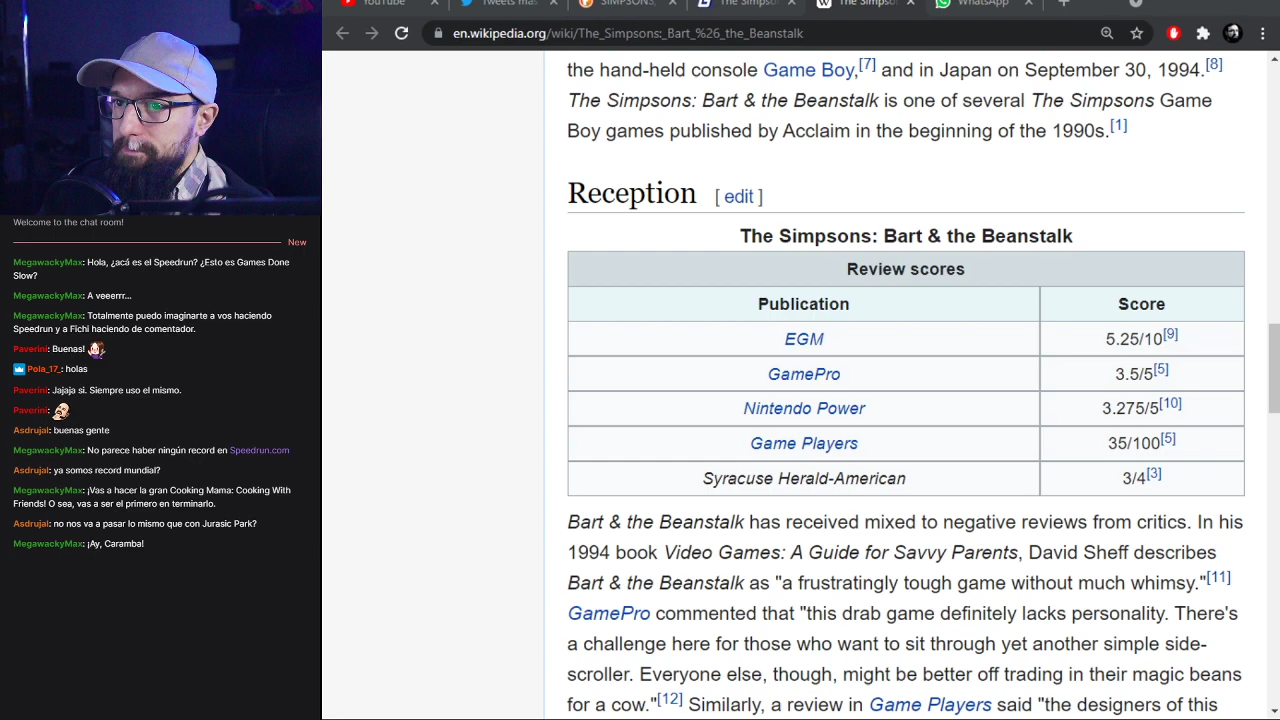 YouTube
Tweets más
SIMPSONS,
The Simpso
The Simpso
WhatsApp
en.wikipedia.org/wiki/The_Simpsons:_Bart_%26_the_Beanstalk
Welcome to the chat room!
New
MegawackyMax: Hola, ¿acá es el Speedrun? ¿Esto es Games Done
Slow?
MegawackyMax: A veeerrr...
MegawackyMax: Totalmente puedo imaginarte a vos haciendo
Speedrun y a Fichi haciendo de comentador.
Paverini: Buenas!
Pola_17_: holas
Paverini: Jajaja si. Siempre uso el mismo.
Paverini:
Asdrujal: buenas gente
MegawackyMax: No parece haber ningún record en Speedrun.com
Asdrujal: ya somos record mundial?
MegawackyMax: ¡Vas a hacer la gran Cooking Mama: Cooking With
Friends! O sea, vas a ser el primero en terminarlo.
Asdrujal: no nos va a pasar lo mismo que con Jurasic Park?
MegawackyMax: ¡Ay, Caramba!
the hand-held console Game Boy,[7] and in Japan on September 30, 1994.[8]
The Simpsons: Bart & the Beanstalk is one of several The Simpsons Game
Boy games published by Acclaim in the beginning of the 1990s.[1]
Reception [ edit ]
The Simpsons: Bart & the Beanstalk
Review scores
Publication Score
EGM 5.25/10[9]
GamePro 3.5/5[5]
Nintendo Power 3.275/5[10]
Game Players 35/100[5]
Syracuse Herald-American 3/4[3]
Bart & the Beanstalk has received mixed to negative reviews from critics. In his
1994 book Video Games: A Guide for Savvy Parents, David Sheff describes
Bart & the Beanstalk as "a frustratingly tough game without much whimsy."[11]
GamePro commented that "this drab game definitely lacks personality. There's
a challenge here for those who want to sit through yet another simple side-
scroller. Everyone else, though, might be better off trading in their magic beans
for a cow."[12] Similarly, a review in Game Players said "the designers of this